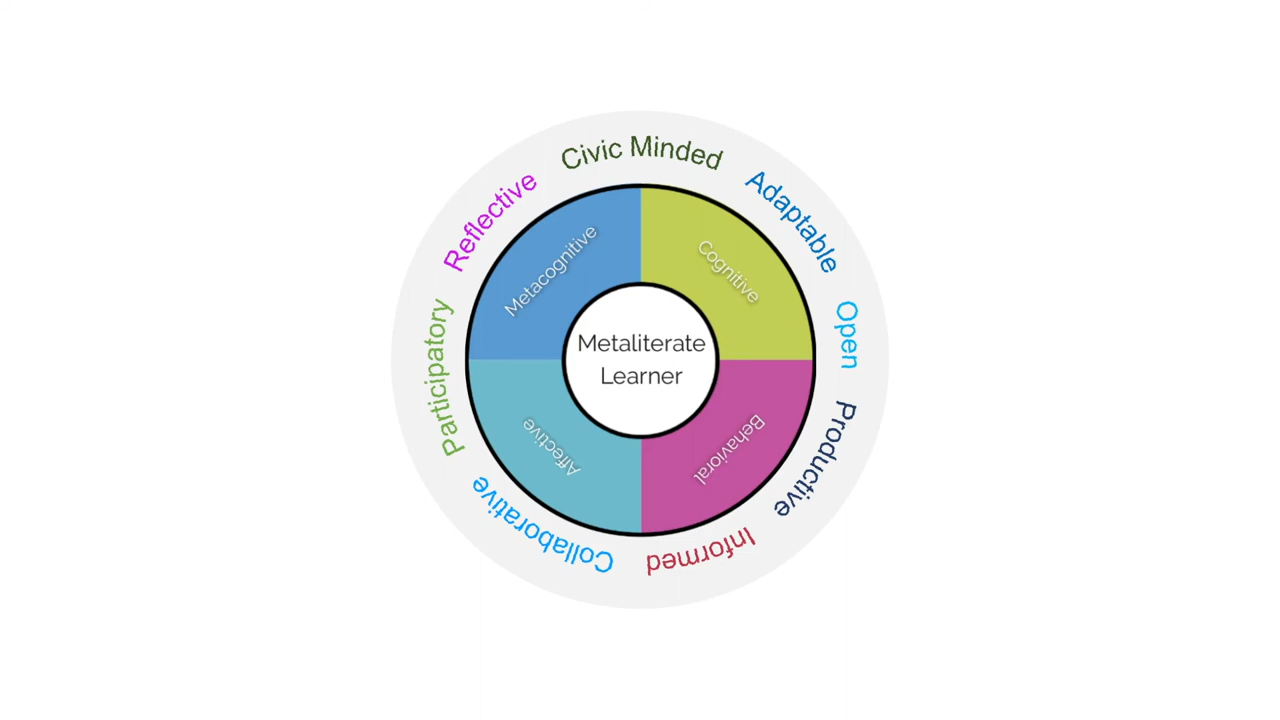 Civic Minded
Adaptable
Open
Productive
Informed
Collaborative
Participatory
Reflective
Metacognitive
Cognitive
Behavioral
Affective
Metaliterate
Learner